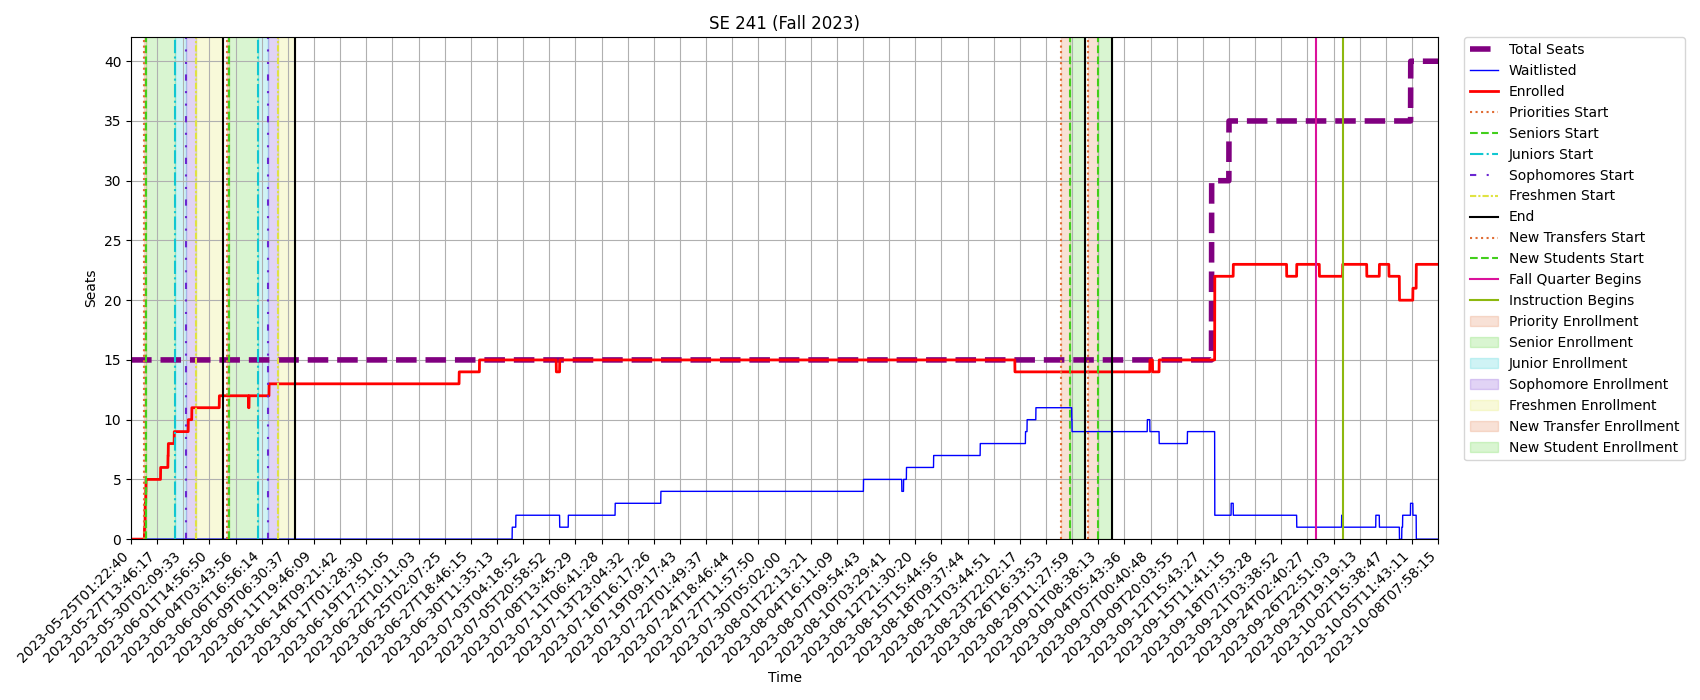 SE 241 (Fall 2023)
Seats
40
35
30
25
20
15
10
5
0
2023-05-25T01:22:40
2023-05-27T13:46:17
2023-05-30T02:09:33
2023-06-01T14:56:50
2023-06-04T03:43:56
2023-06-06T16:56:14
2023-06-09T06:30:37
2023-06-11T19:46:09
2023-06-14T09:21:42
2023-06-17T01:28:30
2023-06-19T17:51:05
2023-06-22T10:11:03
2023-06-25T02:07:25
2023-06-27T18:46:15
2023-06-30T11:35:13
2023-07-03T04:18:52
2023-07-05T20:58:52
2023-07-08T13:45:29
2023-07-11T06:41:28
2023-07-13T23:04:32
2023-07-16T16:17:26
2023-07-19T09:17:43
2023-07-22T01:49:37
2023-07-24T18:46:44
2023-07-27T11:57:50
2023-07-30T05:02:00
2023-08-01T22:13:21
2023-08-04T16:11:09
2023-08-07T09:54:43
2023-08-10T03:29:41
2023-08-12T21:30:20
2023-08-15T15:44:56
2023-08-18T09:37:44
2023-08-21T03:44:51
2023-08-23T22:02:17
2023-08-26T16:33:53
2023-08-29T11:27:59
2023-09-01T08:38:13
2023-09-04T05:43:36
2023-09-07T00:40:48
2023-09-09T20:03:55
2023-09-12T15:43:27
2023-09-15T11:41:15
2023-09-18T07:53:28
2023-09-21T03:38:52
2023-09-24T02:40:27
2023-09-26T22:51:03
2023-09-29T19:19:13
2023-10-02T15:38:47
2023-10-05T11:43:11
2023-10-08T07:58:15
Time
Total Seats
Waitlisted
Enrolled
Priorities Start
Seniors Start
Juniors Start
Sophomores Start
Freshmen Start
End
New Transfers Start
New Students Start
Fall Quarter Begins
Instruction Begins
Priority Enrollment
Senior Enrollment
Junior Enrollment
Sophomore Enrollment
Freshmen Enrollment
New Transfer Enrollment
New Student Enrollment